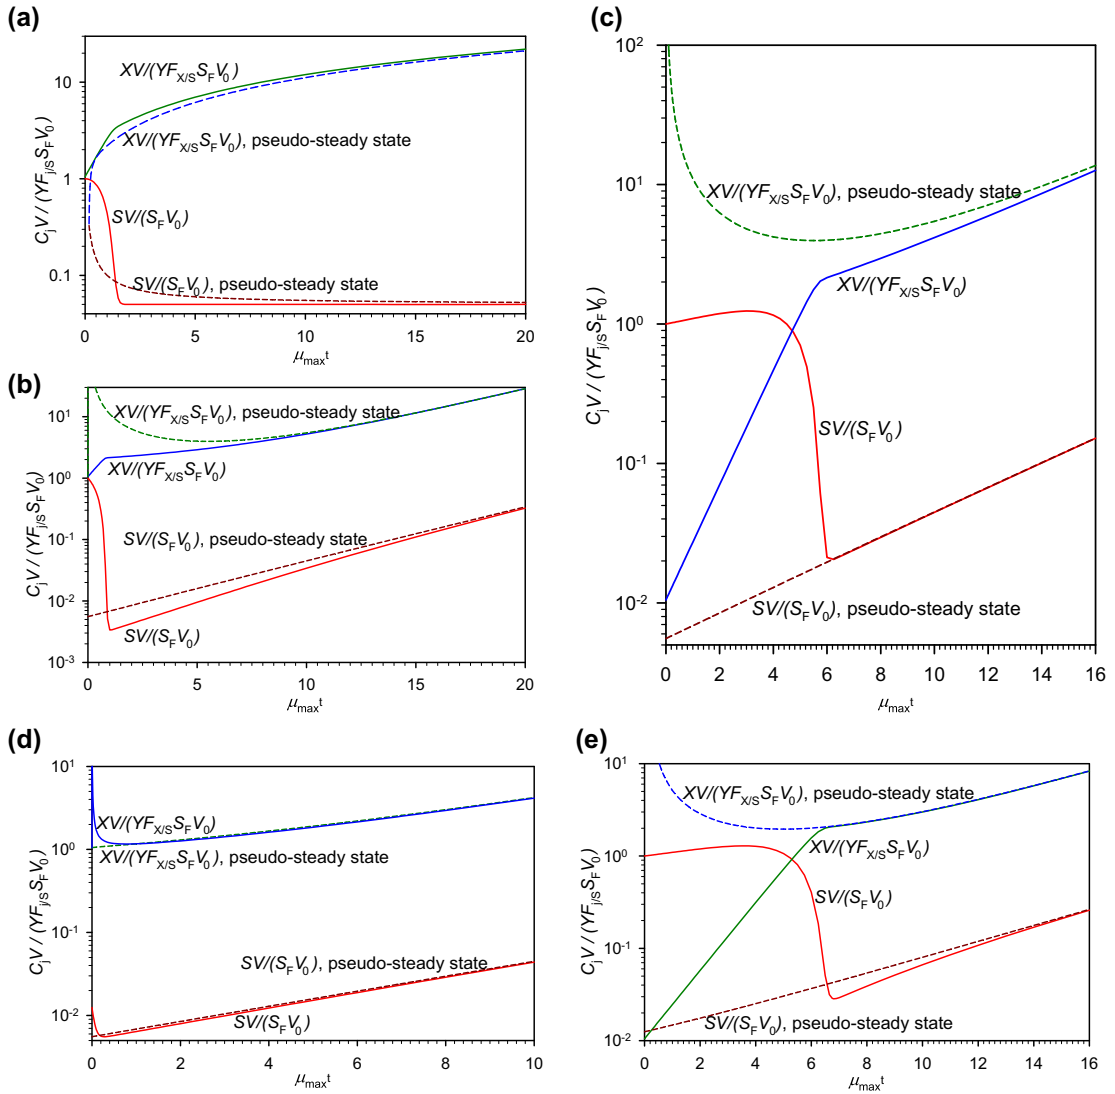 (a)
10
1
0.1
C_jV / (YF_j/S S_F V_0)
XV/(YF_X/S S_F V_0)
XV/(YF_X/S S_F V_0), pseudo-steady state
SV/(S_F V_0)
SV/(S_F V_0), pseudo-steady state
0 5 10 15 20
μ_max t
(b)
10^1
10^0
10^-1
10^-2
10^-3
C_jV / (YF_j/S S_F V_0)
XV/(YF_X/S S_F V_0), pseudo-steady state
XV/(YF_X/S S_F V_0)
SV/(S_F V_0), pseudo-steady state
SV/(S_F V_0)
0 5 10 15 20
μ_max t
(c)
10^2
10^1
10^0
10^-1
10^-2
C_jV / (YF_j/S S_F V_0)
XV/(YF_X/S S_F V_0), pseudo-steady state
XV/(YF_X/S S_F V_0)
SV/(S_F V_0)
SV/(S_F V_0), pseudo-steady state
0 2 4 6 8 10 12 14 16
μ_max t
(d)
10^1
10^0
10^-1
10^-2
C_jV / (YF_j/S S_F V_0)
XV/(YF_X/S S_F V_0)
XV/(YF_X/S S_F V_0), pseudo-steady state
SV/(S_F V_0), pseudo-steady state
SV/(S_F V_0)
0 2 4 6 8 10
μ_max t
(e)
10^1
10^0
10^-1
10^-2
C_jV / (YF_j/S S_F V_0)
XV/(YF_X/S S_F V_0), pseudo-steady state
XV/(YF_X/S S_F V_0)
SV/(S_F V_0)
SV/(S_F V_0), pseudo-steady state
0 2 4 6 8 10 12 14 16
μ_max t